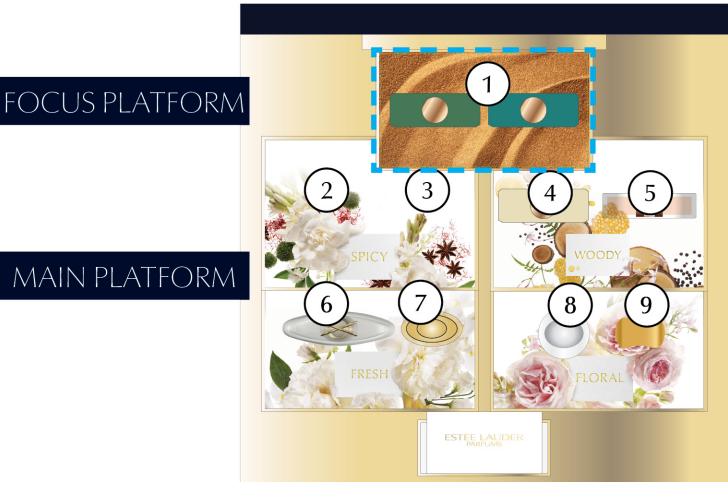 FOCUS PLATFORM
1
2
3
4
5
SPICY
WOODY
MAIN PLATFORM
6
7
8
9
FRESH
FLORAL
ESTEE LAUDER
PARFUMS